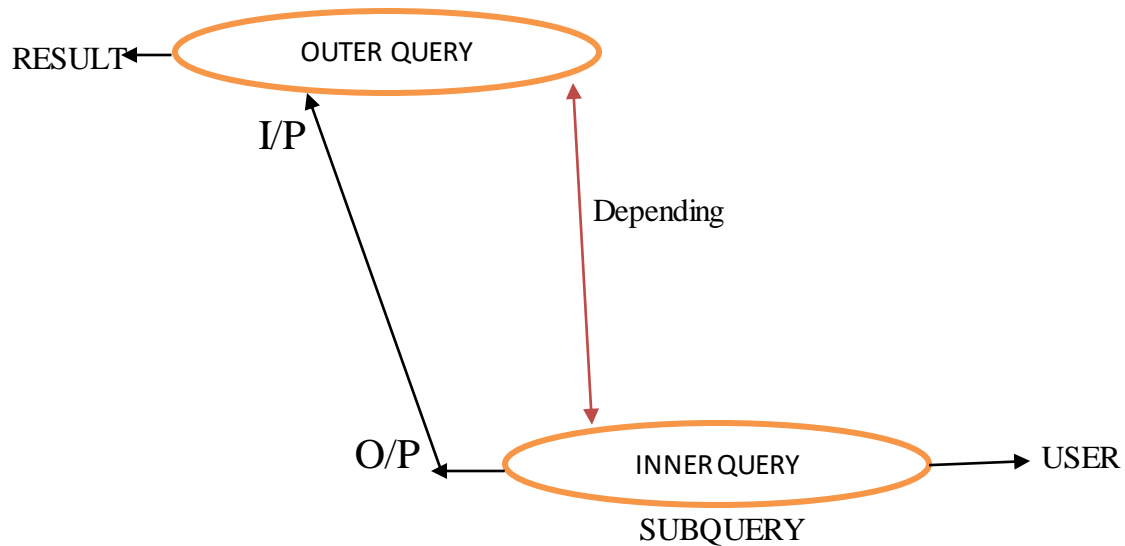 OUTER QUERY
RESULT
I/P
Depending
O/P
INNER QUERY
USER
SUBQUERY